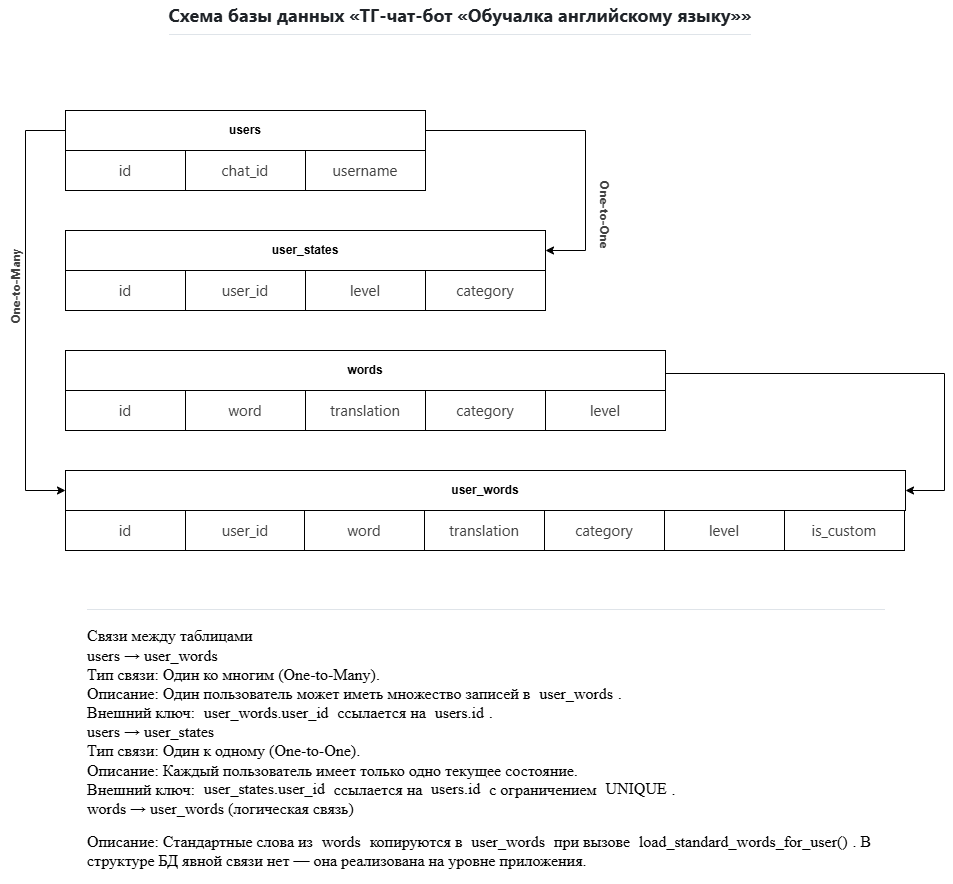 Схема базы данных «ТГ-чат-бот «Обучалка английскому языку»»
users
id chat_id username
One-to-One
user_states
id user_id level category
One-to-Many
words
id word translation category level
user_words
id user_id word translation category level is_custom
Связи между таблицами
users → user_words
Тип связи: Один ко многим (One-to-Many).
Описание: Один пользователь может иметь множество записей в user_words .
Внешний ключ: user_words.user_id ссылается на users.id .
users → user_states
Тип связи: Один к одному (One-to-One).
Описание: Каждый пользователь имеет только одно текущее состояние.
Внешний ключ: user_states.user_id ссылается на users.id с ограничением UNIQUE .
words → user_words (логическая связь)
Описание: Стандартные слова из words копируются в user_words при вызове load_standard_words_for_user() . В
структуре БД явной связи нет — она реализована на уровне приложения.